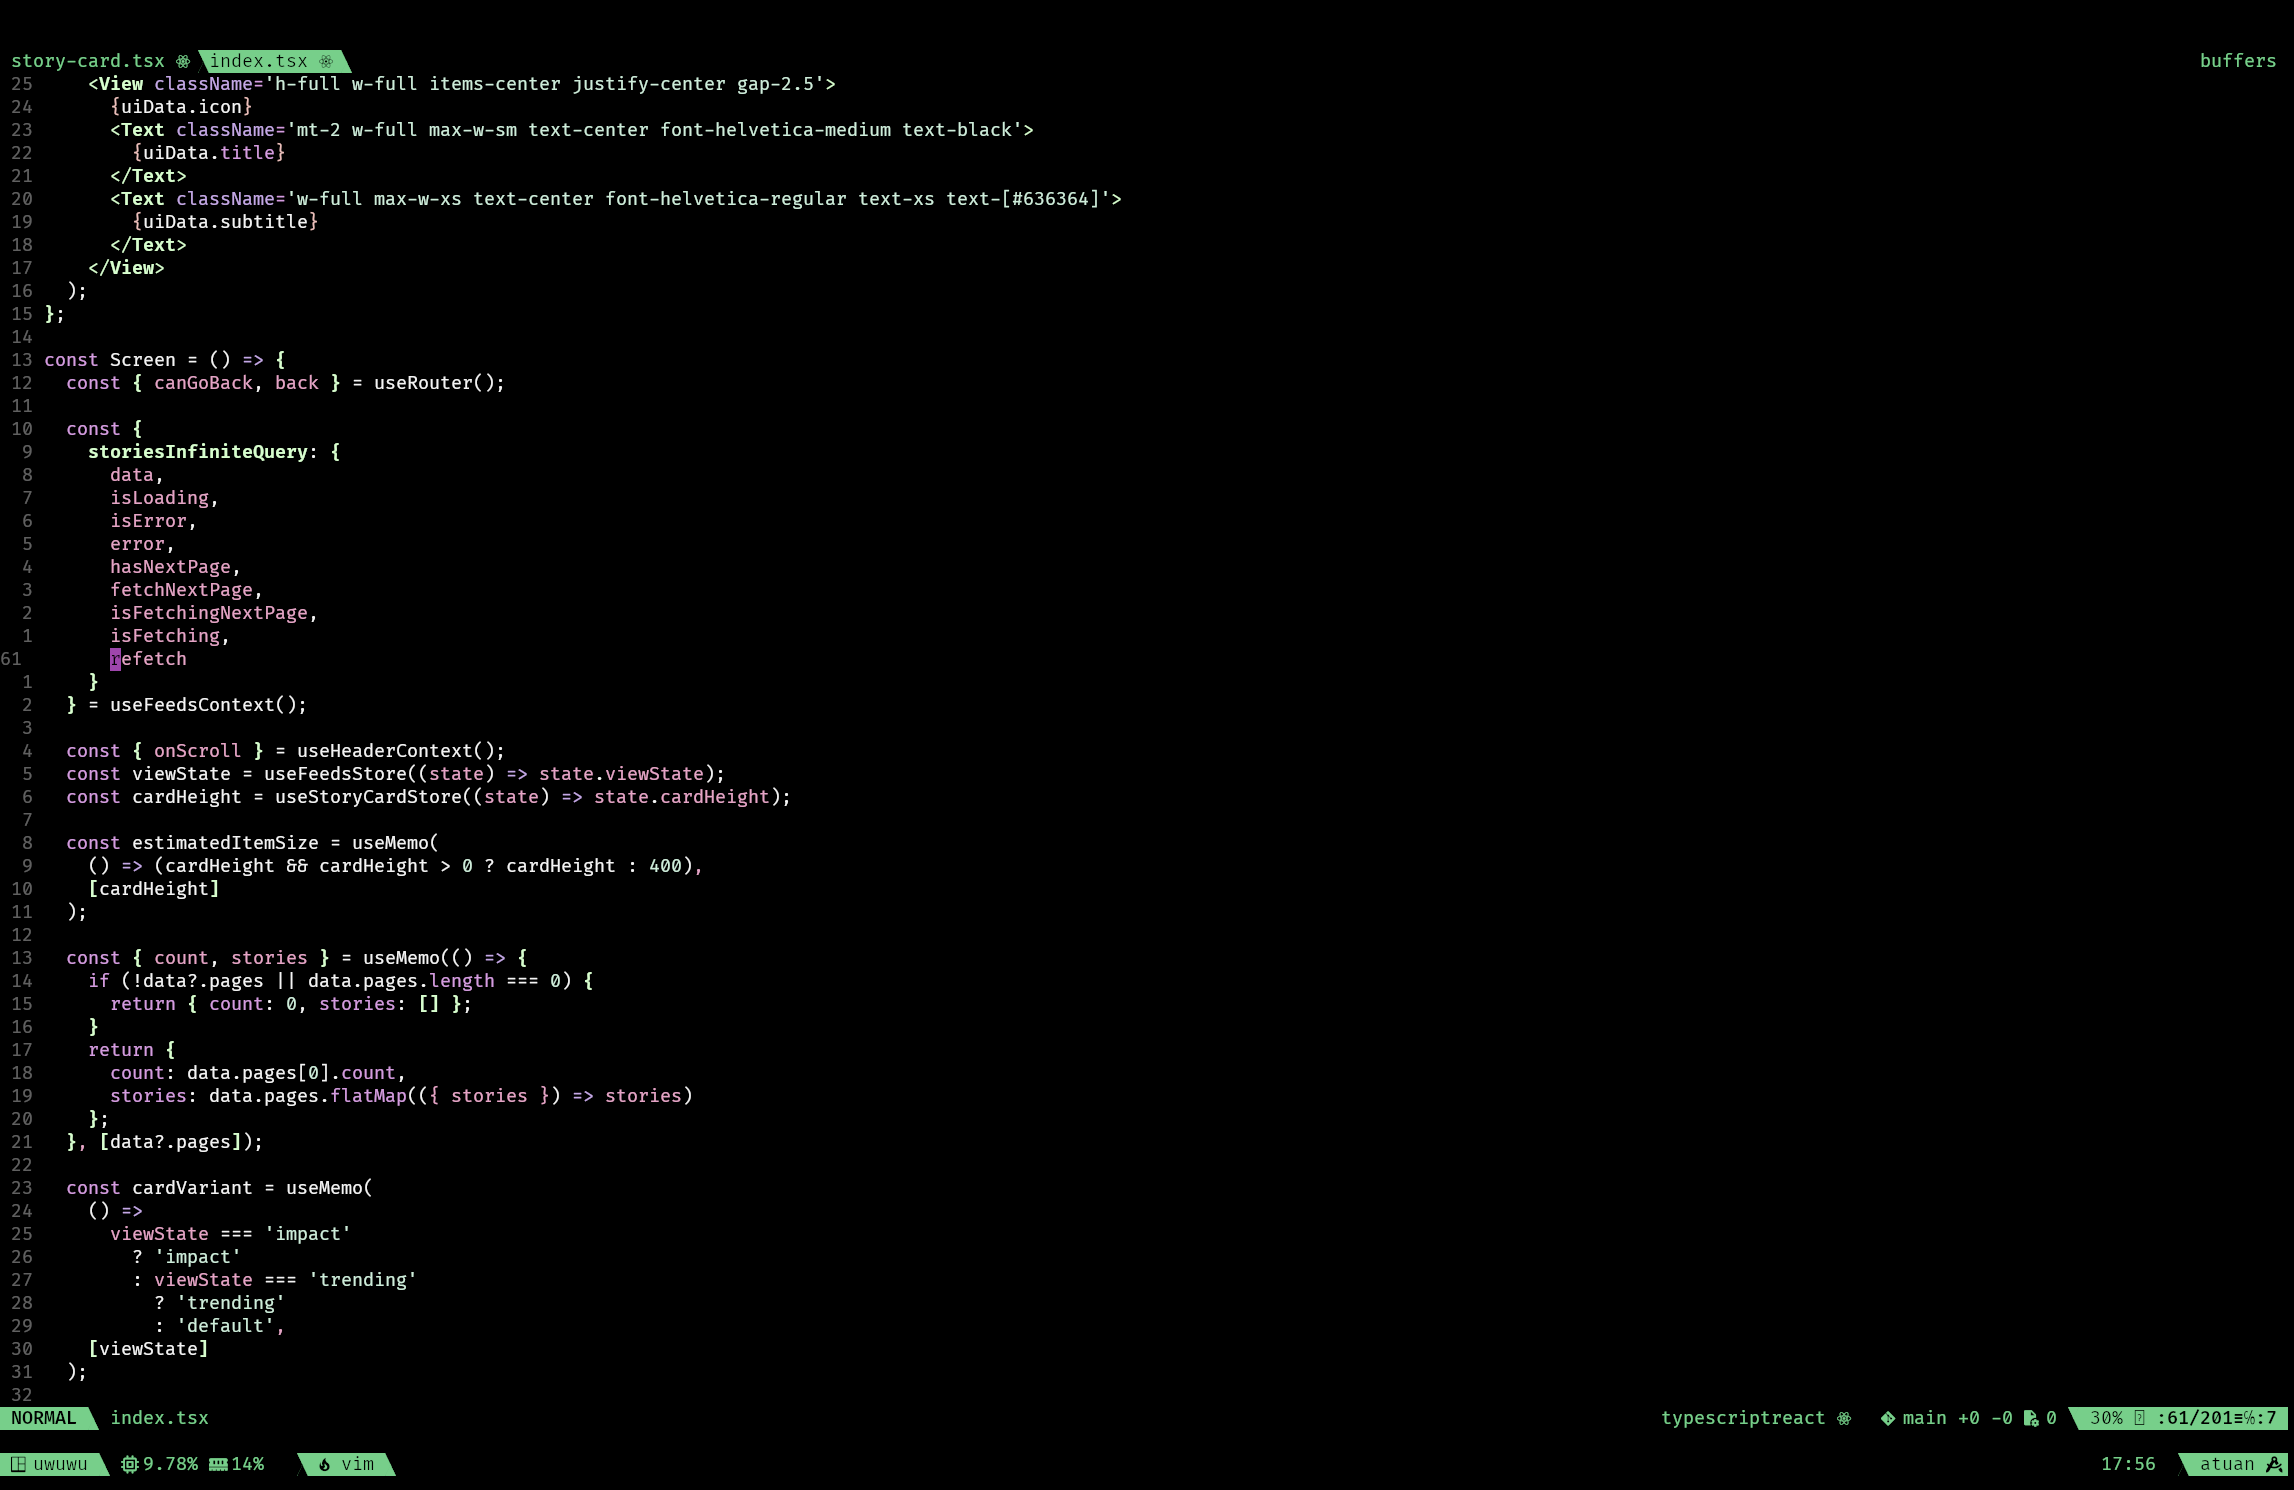 story-card.tsx index.tsx buffers
25     <View className='h-full w-full items-center justify-center gap-2.5'>
24       {uiData.icon}
23       <Text className='mt-2 w-full max-w-sm text-center font-helvetica-medium text-black'>
22         {uiData.title}
21       </Text>
20       <Text className='w-full max-w-xs text-center font-helvetica-regular text-xs text-[#636364]'>
19         {uiData.subtitle}
18       </Text>
17     </View>
16   );
15 };
14
13 const Screen = () => {
12   const { canGoBack, back } = useRouter();
11
10   const {
9     storiesInfiniteQuery: {
8       data,
7       isLoading,
6       isError,
5       error,
4       hasNextPage,
3       fetchNextPage,
2       isFetchingNextPage,
1       isFetching,
61       refetch
1     }
2   } = useFeedsContext();
3
4   const { onScroll } = useHeaderContext();
5   const viewState = useFeedsStore((state) => state.viewState);
6   const cardHeight = useStoryCardStore((state) => state.cardHeight);
7
8   const estimatedItemSize = useMemo(
9     () => (cardHeight && cardHeight > 0 ? cardHeight : 400),
10     [cardHeight]
11   );
12
13   const { count, stories } = useMemo(() => {
14     if (!data?.pages || data.pages.length === 0) {
15       return { count: 0, stories: [] };
16     }
17     return {
18       count: data.pages[0].count,
19       stories: data.pages.flatMap(({ stories }) => stories)
20     };
21   }, [data?.pages]);
22
23   const cardVariant = useMemo(
24     () =>
25       viewState === 'impact'
26         ? 'impact'
27         : viewState === 'trending'
28           ? 'trending'
29           : 'default',
30     [viewState]
31   );
32
NORMAL index.tsx typescriptreact main +0 -0 0 30% :61/201≡℅:7
uwuwu 9.78% 14% vim 17:56 atuan